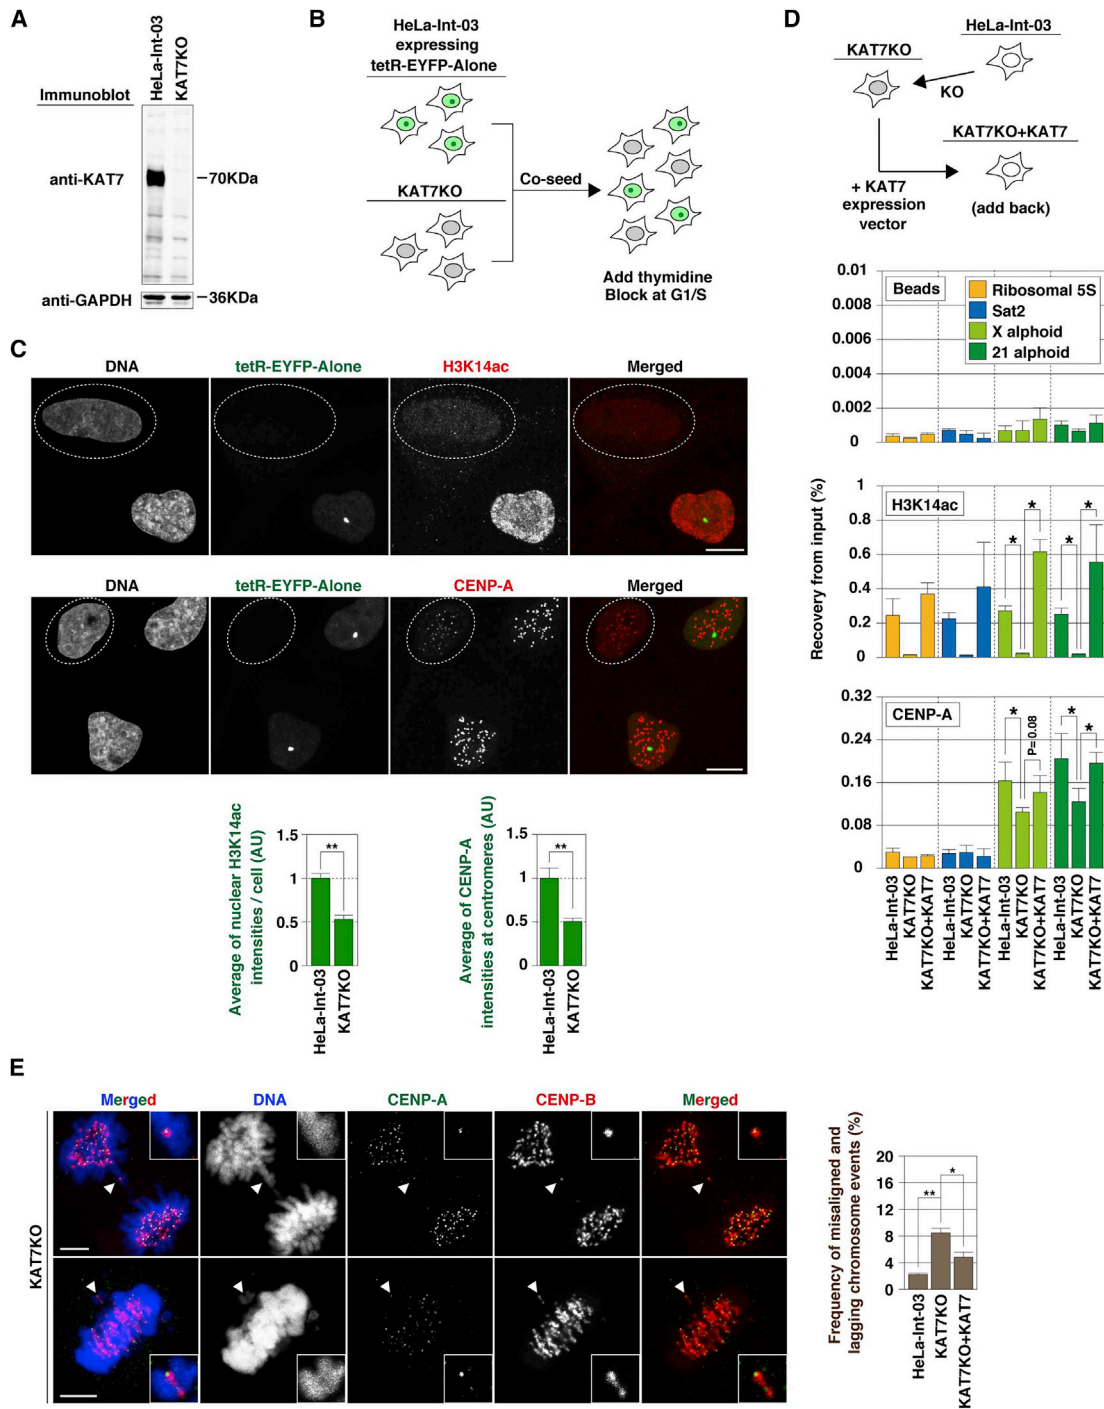 A
HeLa-Int-03
KAT7KO
Immunoblot
anti-KAT7
70KDa
anti-GAPDH
36KDa
B
HeLa-Int-03
expressing
tetR-EYFP-Alone
KAT7KO
Co-seed
Add thymidine
Block at G1/S
C
DNA
tetR-EYFP-Alone
H3K14ac
Merged
DNA
tetR-EYFP-Alone
CENP-A
Merged
Average of nuclear H3K14ac
intensities / cell (AU)
1.5
1
0.5
0
**
HeLa-Int-03
KAT7KO
Average of CENP-A
intensities at centromeres (AU)
1.5
1
0.5
0
**
HeLa-Int-03
KAT7KO
D
HeLa-Int-03
KAT7KO
KO
KAT7KO+KAT7
+ KAT7
expression
vector
(add back)
Recovery from input (%)
0.01
0.008
0.006
0.004
0.002
0
Beads
Ribosomal 5S
Sat2
X alphoid
21 alphoid
1
0.8
0.6
0.4
0.2
0
H3K14ac
*
*
*
*
0.32
0.24
0.16
0.08
0
CENP-A
*
P= 0.08
*
*
HeLa-Int-03
KAT7KO
KAT7KO+KAT7
HeLa-Int-03
KAT7KO
KAT7KO+KAT7
HeLa-Int-03
KAT7KO
KAT7KO+KAT7
HeLa-Int-03
KAT7KO
KAT7KO+KAT7
E
KAT7KO
Merged
DNA
CENP-A
CENP-B
Merged
Frequency of misaligned and
lagging chromosome events (%)
20
16
12
8
4
0
**
*
HeLa-Int-03
KAT7KO
KAT7KO+KAT7